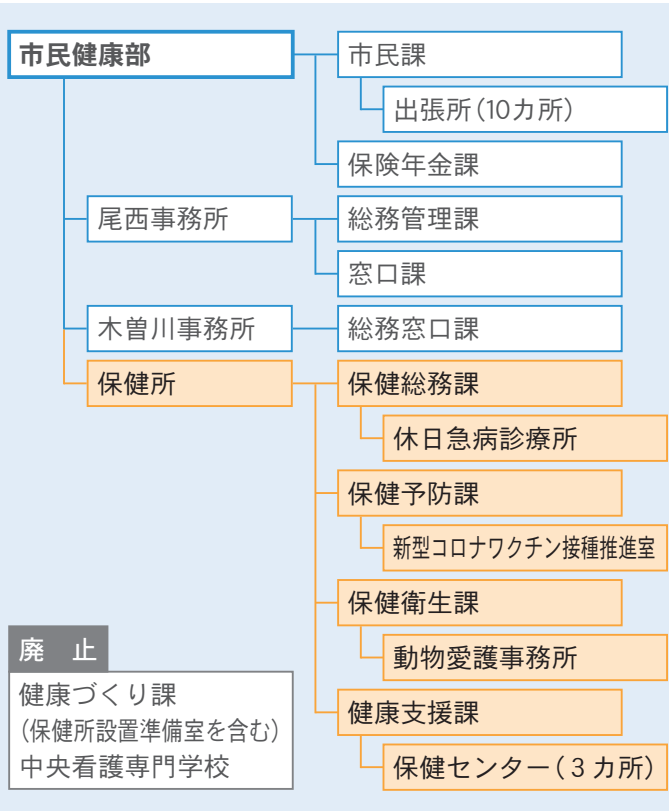 市民健康部
市民課
出張所(10カ所)
保険年金課
尾西事務所
総務管理課
窓口課
木曽川事務所
総務窓口課
保健所
保健総務課
休日急病診療所
保健予防課
新型コロナワクチン接種推進室
保健衛生課
動物愛護事務所
健康支援課
保健センター(3カ所)
廃 止
健康づくり課
(保健所設置準備室を含む)
中央看護専門学校